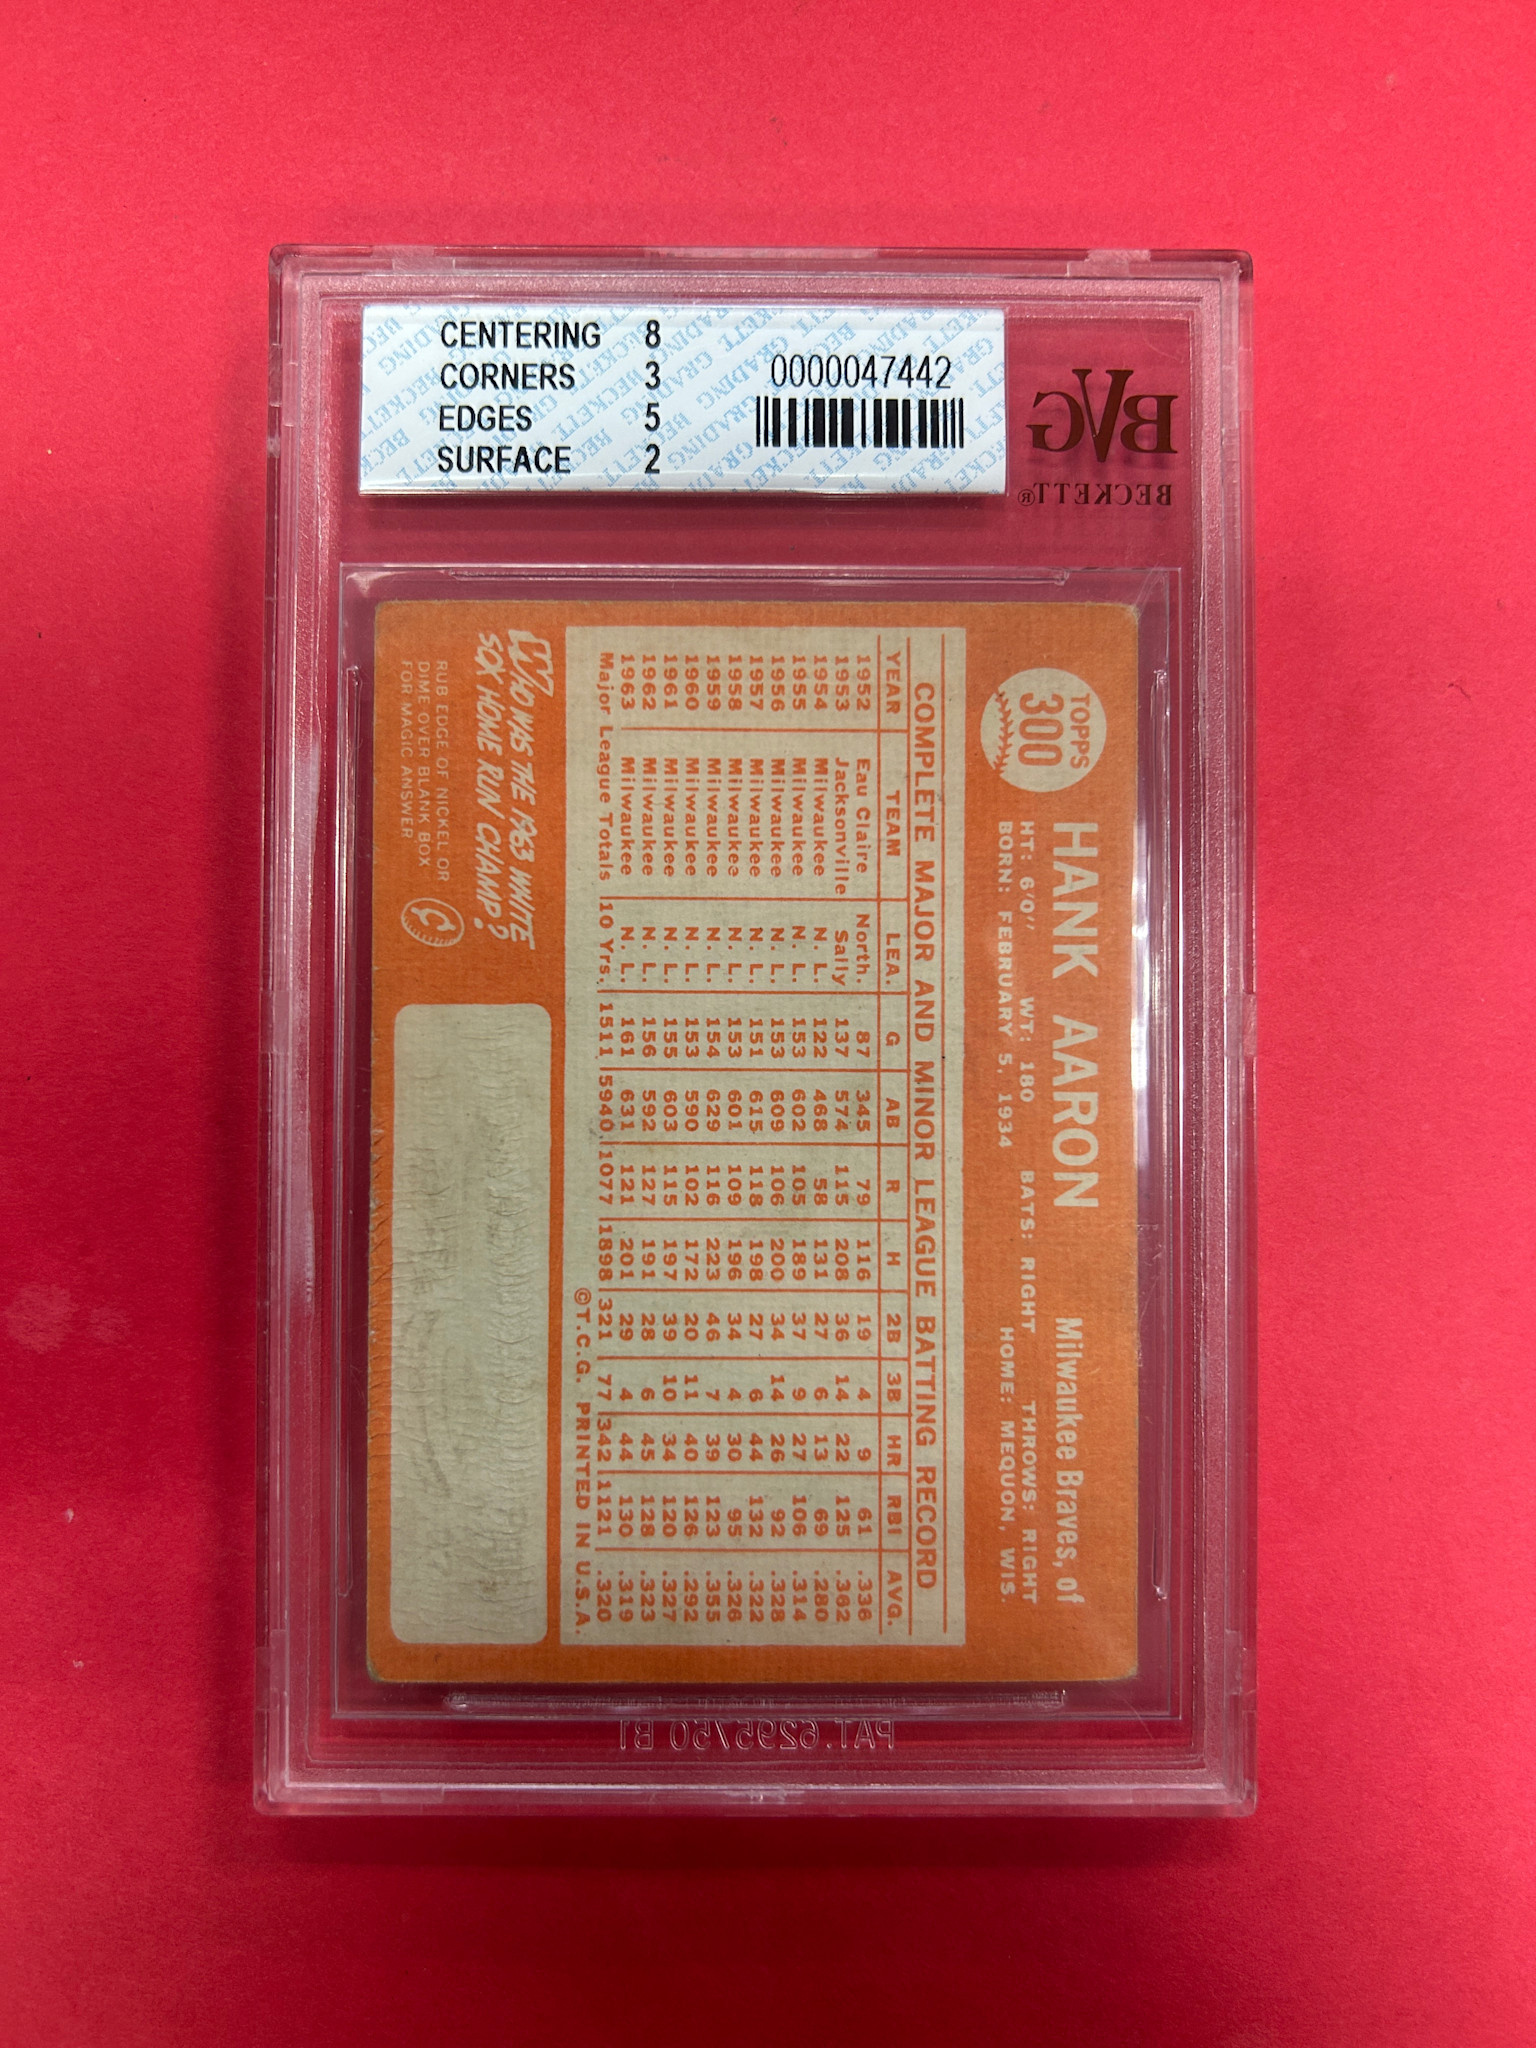 CENTERING 8
CORNERS 3
EDGES 5
SURFACE 2
0000047442
BVG
BECKETT®
TOPPS
300
HANK AARON Milwaukee Braves, of
HT: 6'0'' WT: 180 BATS: RIGHT THROWS: RIGHT
BORN: FEBRUARY 5, 1934 HOME: MEQUON, WIS.
COMPLETE MAJOR AND MINOR LEAGUE BATTING RECORD
YEAR TEAM LEA. G AB R H 2B 3B HR RBI AVG.
1952 Eau Claire North. 87 345 79 116 19 4 9 61 .336
1953 Jacksonville Sally 137 574 115 208 36 14 22 125 .362
1954 Milwaukee N. L. 122 468 58 131 27 6 13 69 .280
1955 Milwaukee N. L. 153 602 105 189 37 9 27 106 .314
1956 Milwaukee N. L. 153 609 106 200 34 14 26 92 .328
1957 Milwaukee N. L. 151 615 118 198 27 6 44 132 .322
1958 Milwaukee N. L. 153 601 109 196 34 4 30 95 .326
1959 Milwaukee N. L. 154 629 116 223 46 7 39 123 .355
1960 Milwaukee N. L. 153 590 102 172 20 11 40 126 .292
1961 Milwaukee N. L. 155 603 115 197 39 10 34 120 .327
1962 Milwaukee N. L. 156 592 127 191 28 6 45 128 .323
1963 Milwaukee N. L. 161 631 121 201 29 4 44 130 .319
Major League Totals 10 Yrs. 1511 5940 1077 1898 321 77 342 1121 .320
©T.C.G. PRINTED IN U.S.A.
WHO WAS THE 1963 WHITE
SOX HOME RUN CHAMP?
RUB EDGE OF NICKEL OR
DIME OVER BLANK BOX
FOR MAGIC ANSWER
PAT. 6295750 B1